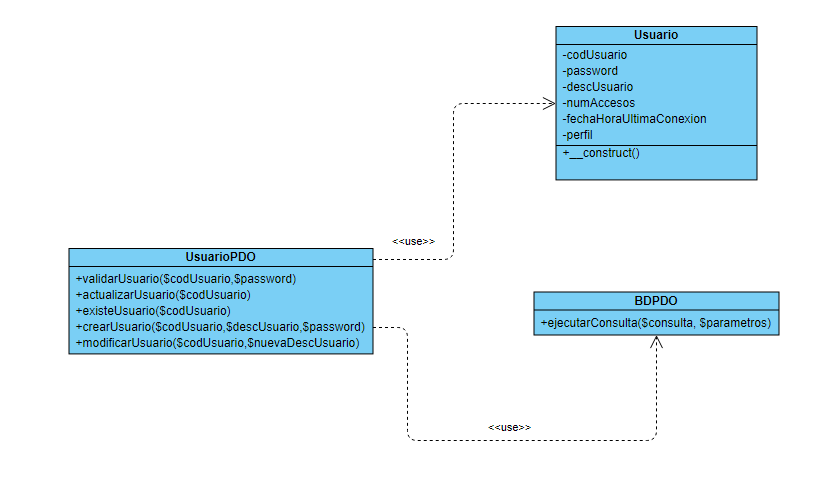 Usuario
-codUsuario
-password
-descUsuario
-numAccesos
-fechaHoraUltimaConexion
-perfil
+__construct()
<<use>>
UsuarioPDO
+validarUsuario($codUsuario,$password)
+actualizarUsuario($codUsuario)
+existeUsuario($codUsuario)
+crearUsuario($codUsuario,$descUsuario,$password)
+modificarUsuario($codUsuario,$nuevaDescUsuario)
BDPDO
+ejecutarConsulta($consulta, $parametros)
<<use>>